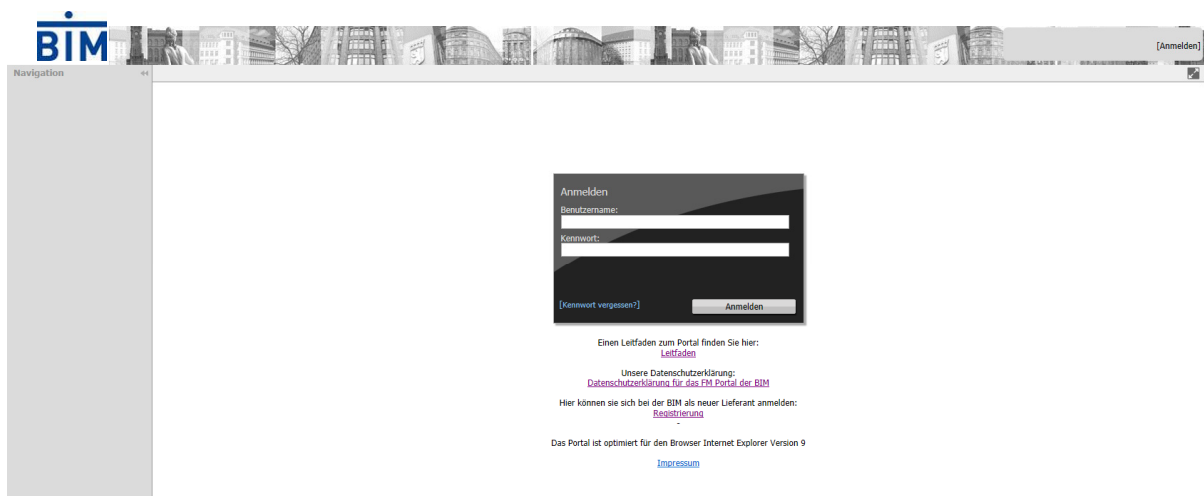 BIM
[Anmelden]
Navigation
Anmelden
Benutzername:
Kennwort:
[Kennwort vergessen?]
Anmelden
Einen Leitfaden zum Portal finden Sie hier:
Leitfaden
Unsere Datenschutzerklärung:
Datenschutzerklärung für das FM Portal der BIM
Hier können sie sich bei der BIM als neuer Lieferant anmelden:
Registrierung
-
Das Portal ist optimiert für den Browser Internet Explorer Version 9
Impressum